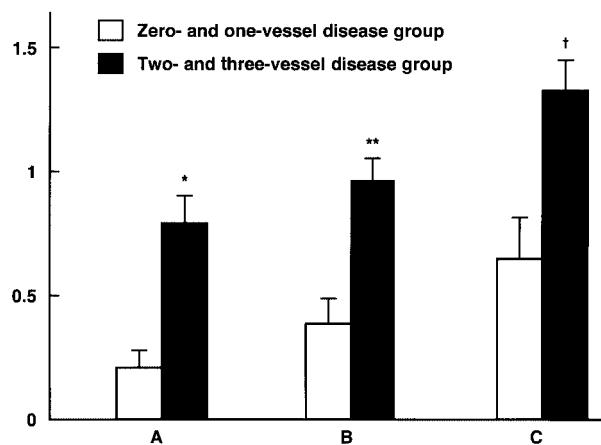 Zero- and one-vessel disease group
Two- and three-vessel disease group
1.5
1
0.5
0
*
**
†
A
B
C